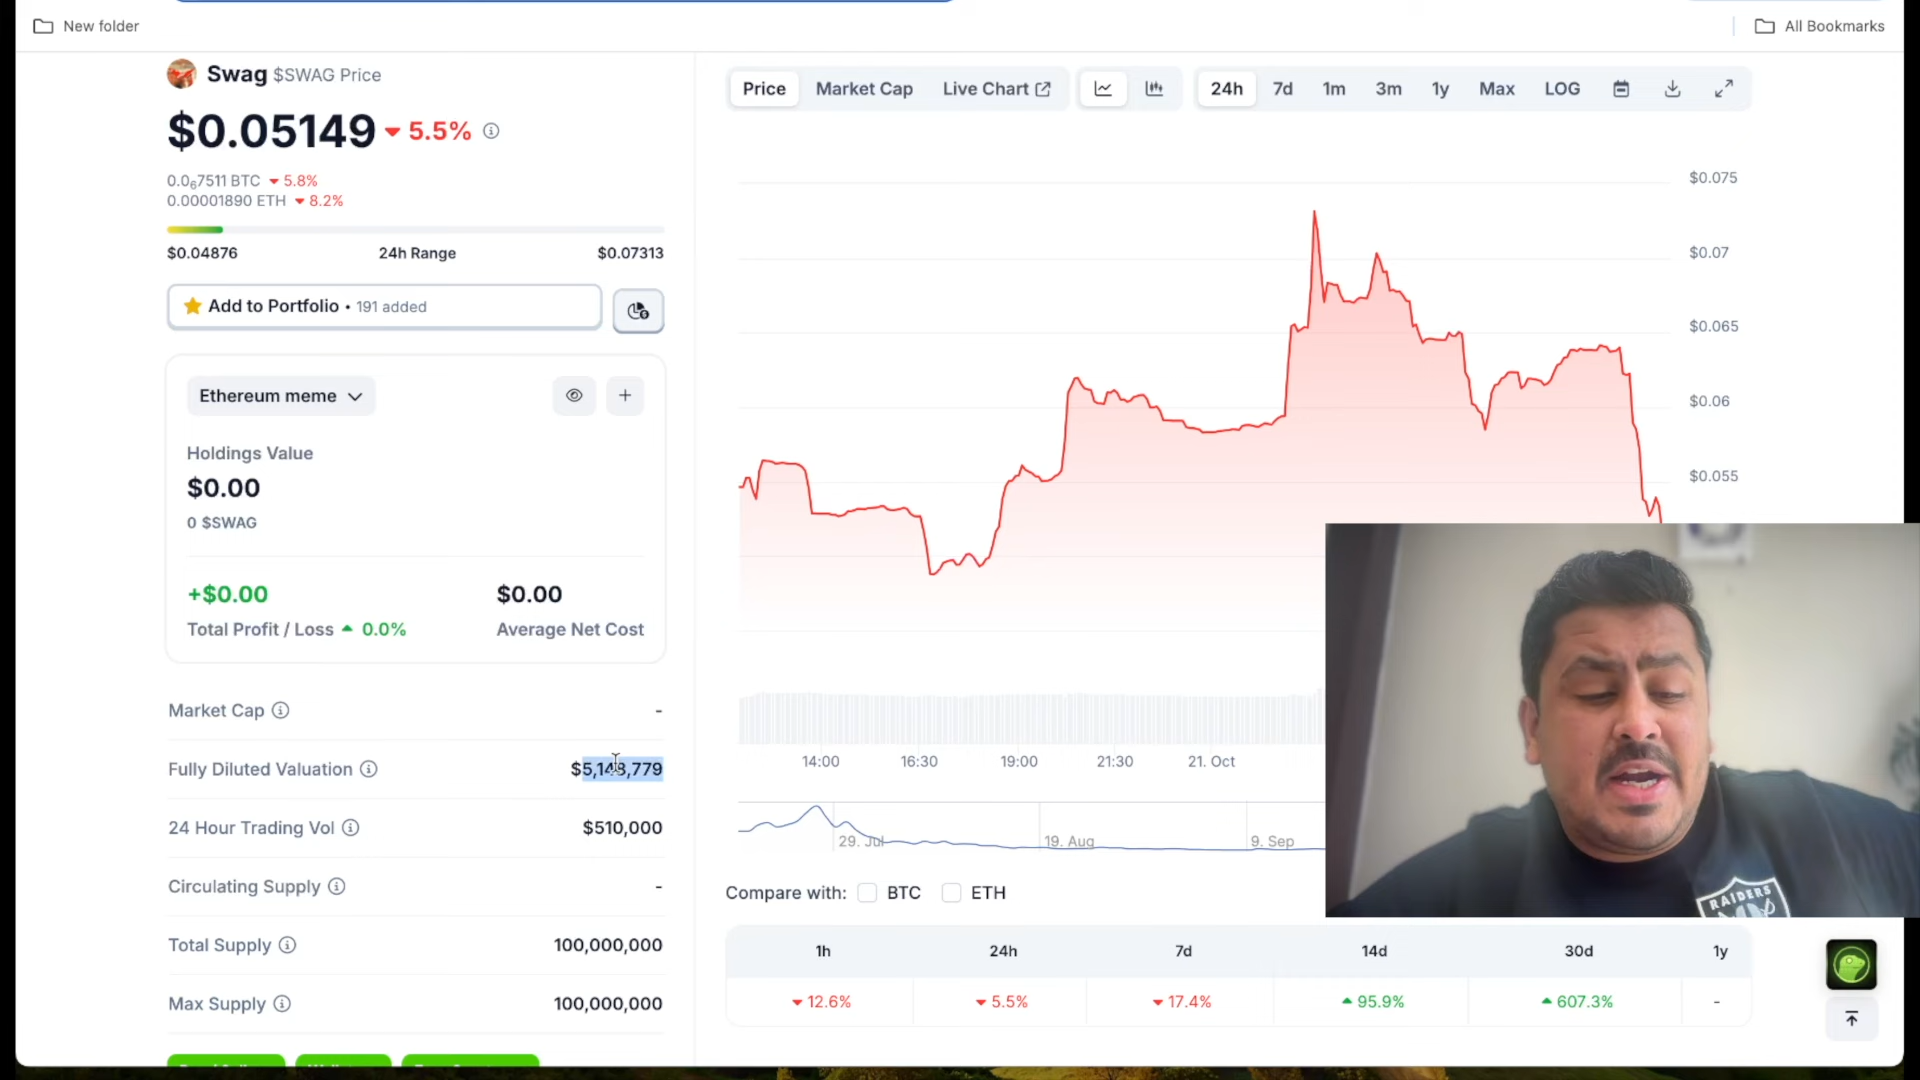 New folder
All Bookmarks
Swag $SWAG Price
$0.05149 5.5%
0.0₆7511 BTC 5.8%
0.00001890 ETH 8.2%
$0.04876 24h Range $0.07313
Add to Portfolio • 191 added
Ethereum meme
Holdings Value
$0.00
0 $SWAG
+$0.00 $0.00
Total Profit / Loss 0.0% Average Net Cost
Market Cap -
Fully Diluted Valuation $5,148,779
24 Hour Trading Vol $510,000
Circulating Supply -
Total Supply 100,000,000
Max Supply 100,000,000
Price Market Cap Live Chart 24h 7d 1m 3m 1y Max LOG
$0.075
$0.07
$0.065
$0.06
$0.055
14:00 16:30 19:00 21:30 21. Oct
29. Jul 19. Aug 9. Sep
Compare with: BTC ETH
1h 24h 7d 14d 30d 1y
12.6% 5.5% 17.4% 95.9% 607.3% -
RAIDERS